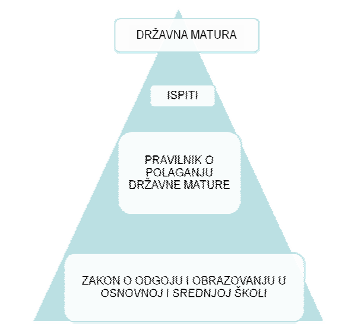 DRŽAVNA MATURA
ISPITI
PRAVILNIK O
POLAGANJU
DRŽAVNE MATURE
ZAKON O ODGOJU I OBRAZOVANJU U
OSNOVNOJ I SREDNJOJ ŠKOLI